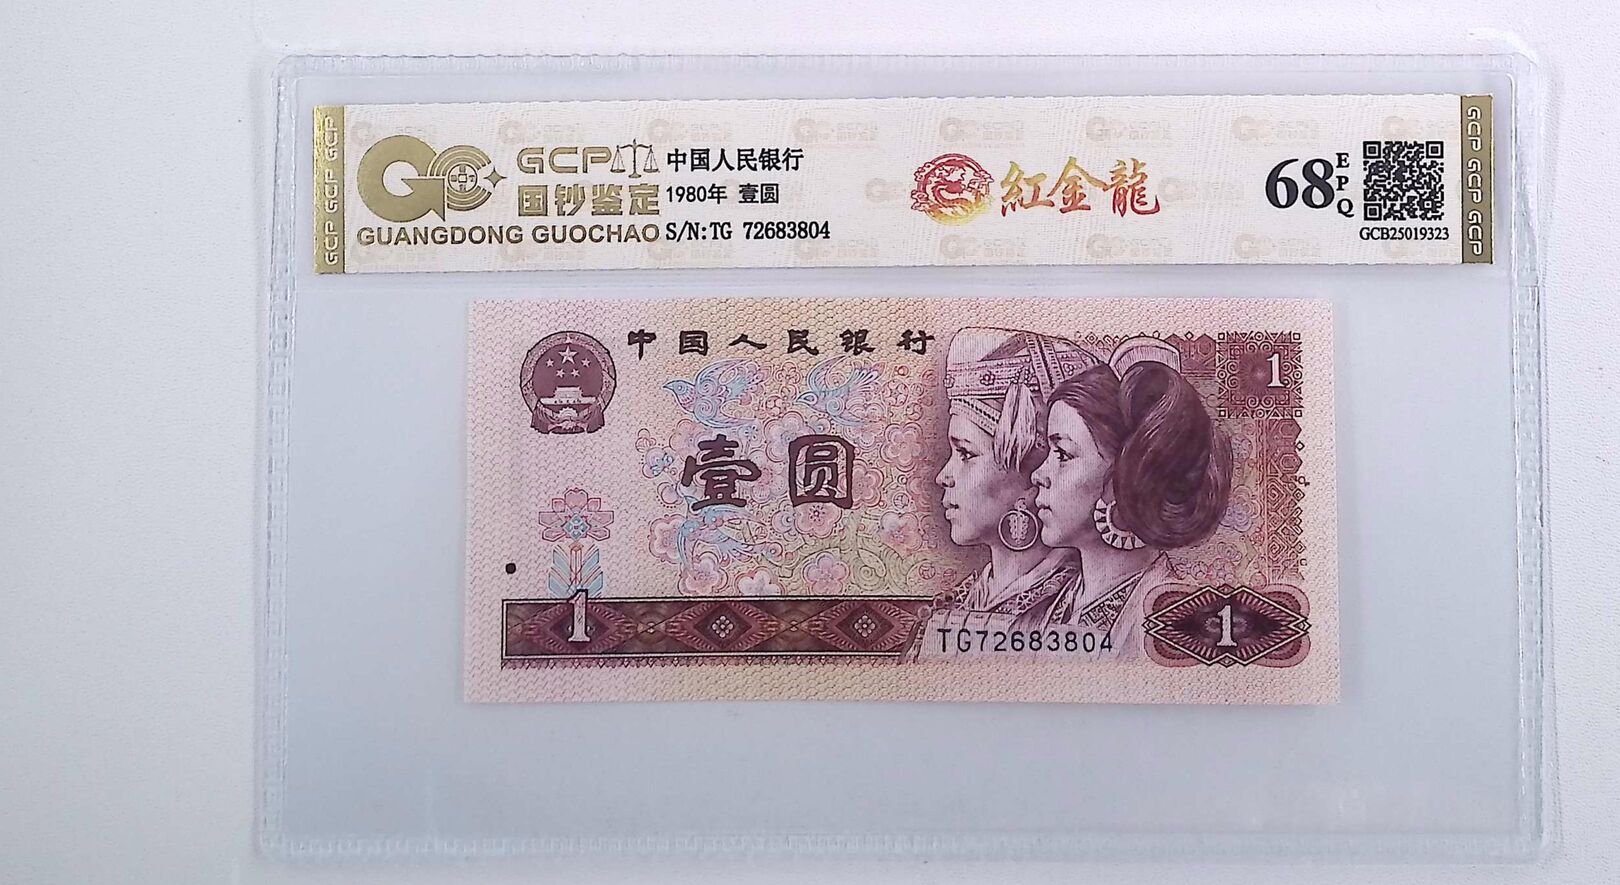 GCP GCP GCP
GC
GCP
国钞鉴定
GUANGDONG GUOCHAO
中国人民银行
1980年 壹圆
S/N:TG 72683804
紅金龍
68
EPQ
GCB25019323
GCP GCP GCP
中国人民银行
1
壹圆
1
TG72683804
1